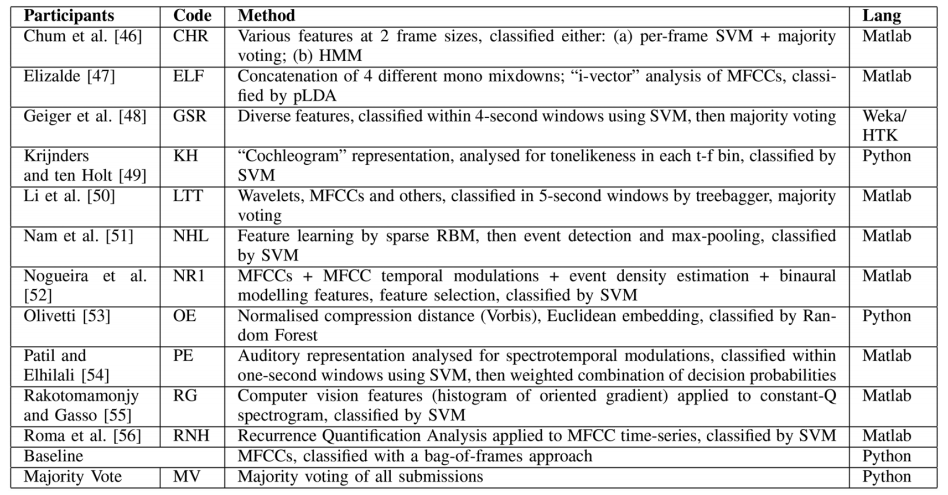 Participants Code Method Lang
Chum et al. [46] CHR Various features at 2 frame sizes, classified either: (a) per-frame SVM + majority Matlab
voting; (b) HMM
Elizalde [47] ELF Concatenation of 4 different mono mixdowns; “i-vector” analysis of MFCCs, classi- Matlab
fied by pLDA
Geiger et al. [48] GSR Diverse features, classified within 4-second windows using SVM, then majority voting Weka/
HTK
Krijnders KH “Cochleogram” representation, analysed for tonelikeness in each t-f bin, classified by Python
and ten Holt [49] SVM
Li et al. [50] LTT Wavelets, MFCCs and others, classified in 5-second windows by treebagger, majority Matlab
voting
Nam et al. [51] NHL Feature learning by sparse RBM, then event detection and max-pooling, classified Matlab
by SVM
Nogueira et al. NR1 MFCCs + MFCC temporal modulations + event density estimation + binaural Matlab
[52] modelling features, feature selection, classified by SVM
Olivetti [53] OE Normalised compression distance (Vorbis), Euclidean embedding, classified by Ran- Python
dom Forest
Patil and PE Auditory representation analysed for spectrotemporal modulations, classified within Matlab
Elhilali [54] one-second windows using SVM, then weighted combination of decision probabilities
Rakotomamonjy RG Computer vision features (histogram of oriented gradient) applied to constant-Q Matlab
and Gasso [55] spectrogram, classified by SVM
Roma et al. [56] RNH Recurrence Quantification Analysis applied to MFCC time-series, classified by SVM Matlab
Baseline MFCCs, classified with a bag-of-frames approach Python
Majority Vote MV Majority voting of all submissions Python